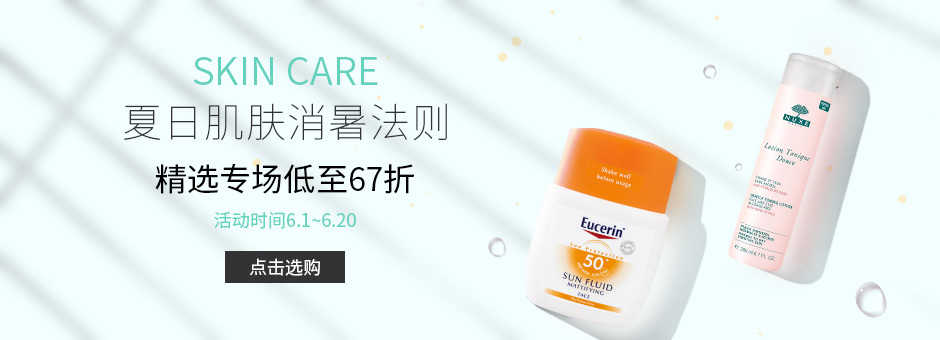 SKIN CARE
夏日肌肤消暑法则
精选专场低至67折
活动时间6.1~6.20
点击选购
Shake well
before usage
Eucerin
Sun Protection
50+
SUN FLUID
MATTIFYING
FACE
NUXE
Lotion Tonique
Douce